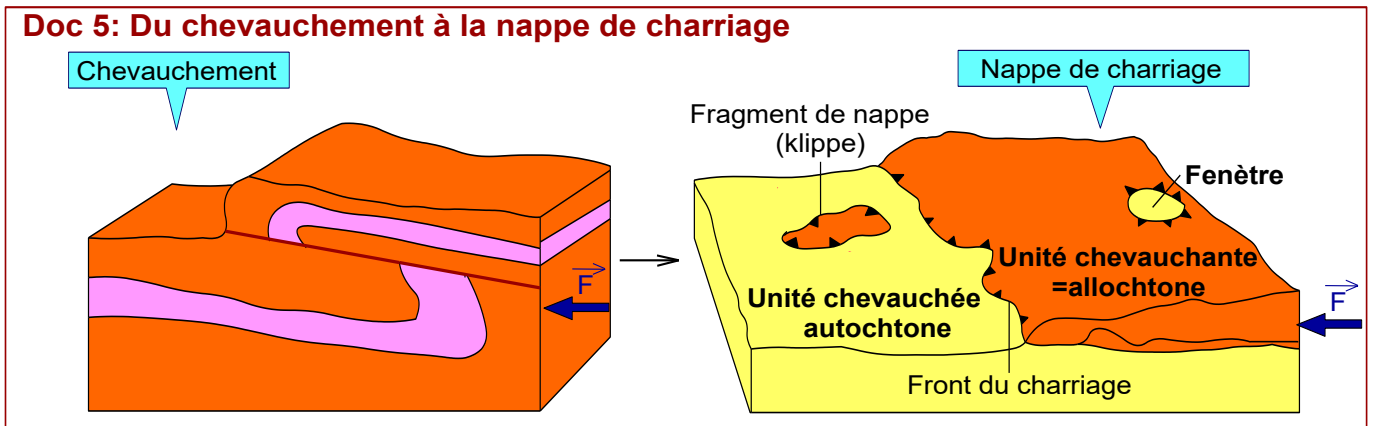 Doc 5: Du chevauchement à la nappe de charriage
Chevauchement
F
Nappe de charriage
Fragment de nappe
(klippe)
Fenètre
Unité chevauchante
=allochtone
Unité chevauchée
autochtone
F
Front du charriage